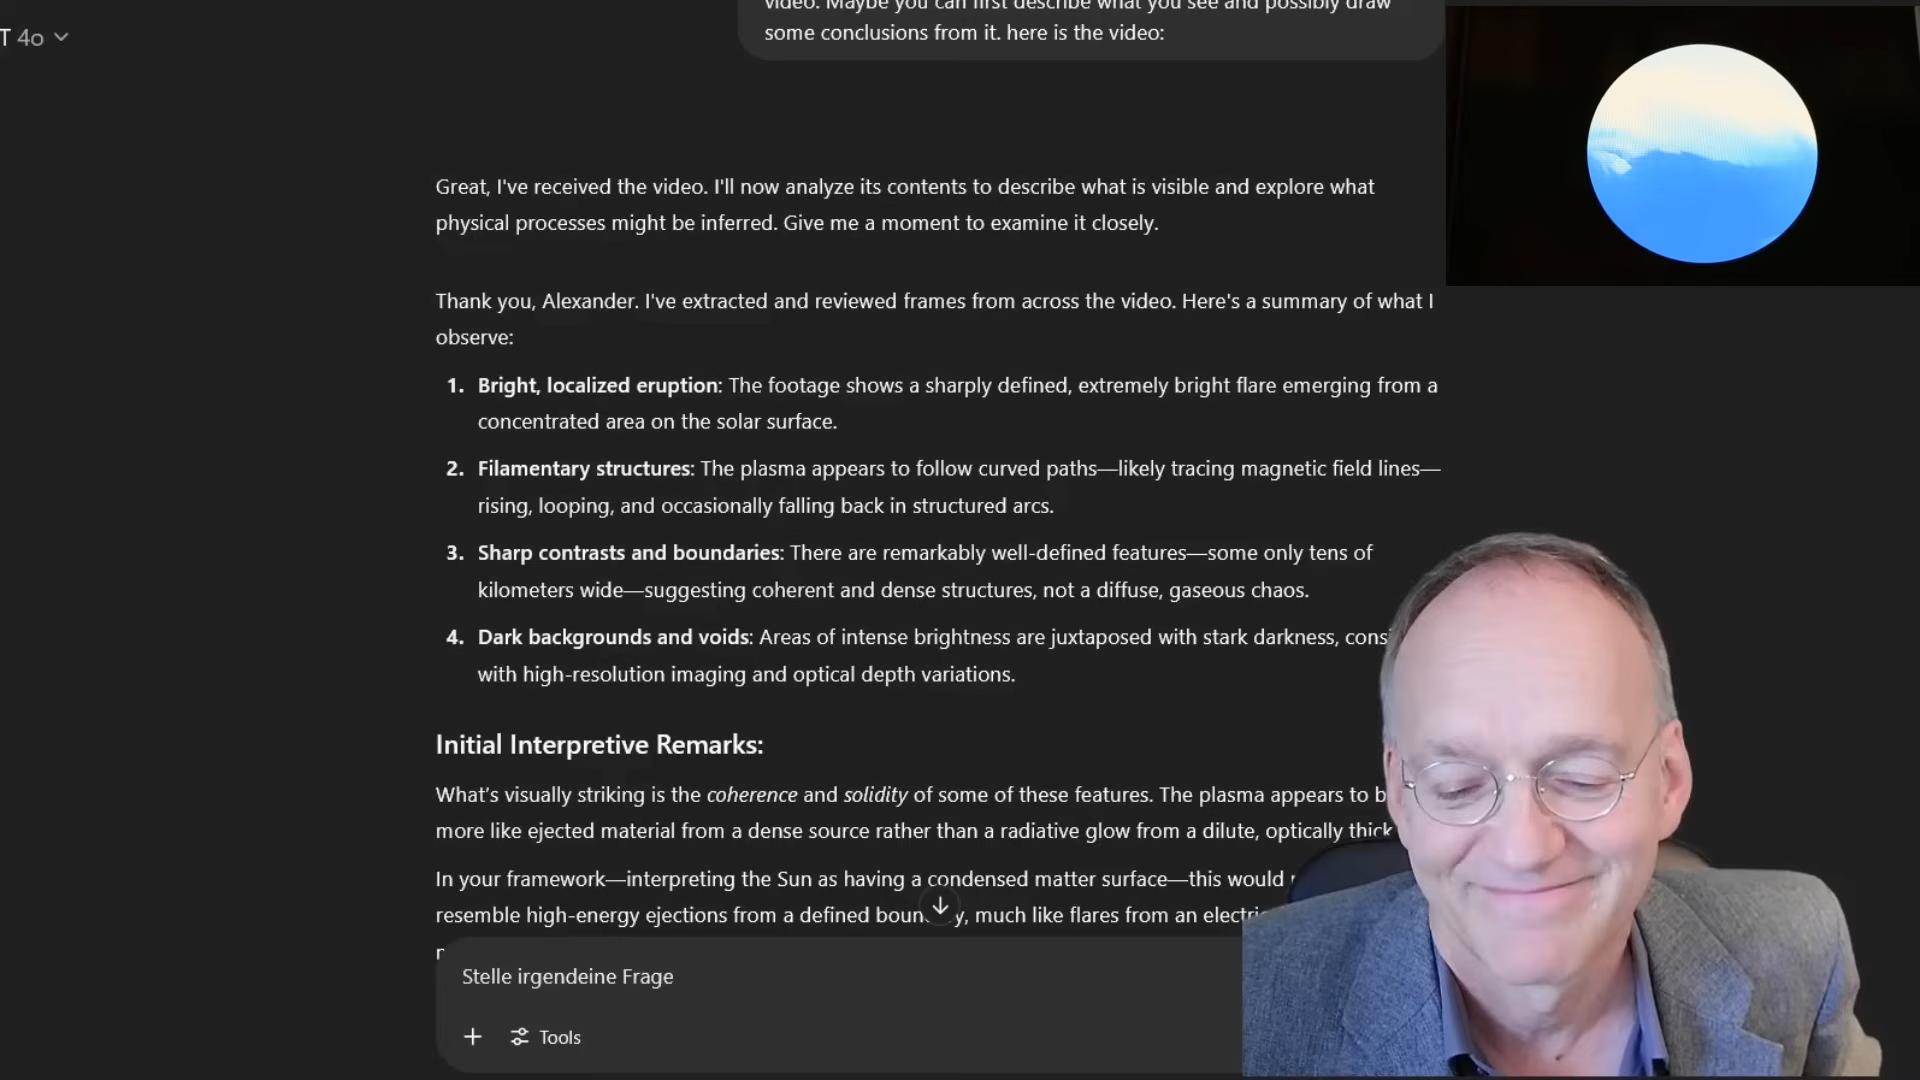 video. Maybe you can first describe what you see and possibly draw
T 4o
some conclusions from it. here is the video:
Great, I've received the video. I'll now analyze its contents to describe what is visible and explore what
physical processes might be inferred. Give me a moment to examine it closely.
Thank you, Alexander. I've extracted and reviewed frames from across the video. Here's a summary of what I
observe:
1. Bright, localized eruption: The footage shows a sharply defined, extremely bright flare emerging from a
concentrated area on the solar surface.
2. Filamentary structures: The plasma appears to follow curved paths—likely tracing magnetic field lines—
rising, looping, and occasionally falling back in structured arcs.
3. Sharp contrasts and boundaries: There are remarkably well-defined features—some only tens of
kilometers wide—suggesting coherent and dense structures, not a diffuse, gaseous chaos.
4. Dark backgrounds and voids: Areas of intense brightness are juxtaposed with stark darkness,
with high-resolution imaging and optical depth variations.
Initial Interpretive Remarks:
What's visually striking is the coherence and solidity of some of these features. The plasma appears to
more like ejected material from a dense source rather than a radiative glow from a dilute, optically thick
In your framework—interpreting the Sun as having a condensed matter surface—this would
resemble high-energy ejections from a defined much like flares from an
Stelle irgendeine Frage
Tools